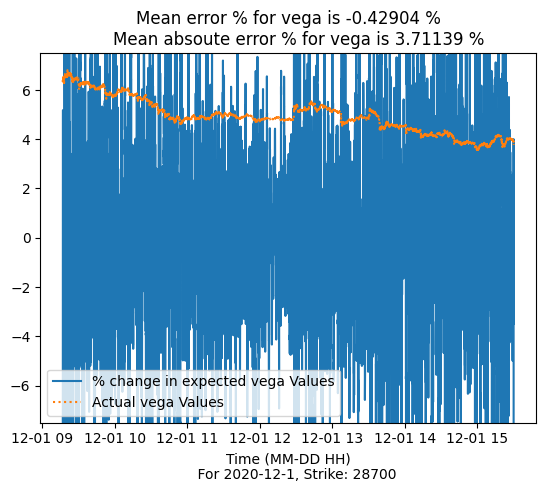 Mean error % for vega is -0.42904 %
Mean absoute error % for vega is 3.71139 %
6
4
2
0
−2
−4
−6
% change in expected vega Values
Actual vega Values
12-01 09 12-01 10 12-01 11 12-01 12 12-01 13 12-01 14 12-01 15
Time (MM-DD HH)
For 2020-12-1, Strike: 28700